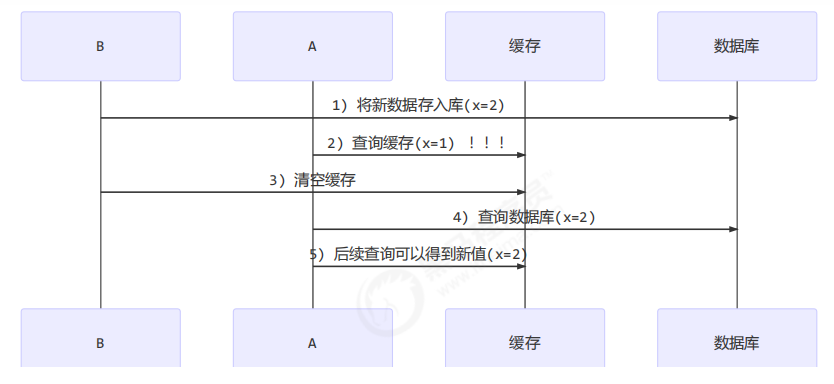 B A 缓存 数据库
1) 将新数据存入库(x=2)
2) 查询缓存(x=1) ！！！
3) 清空缓存
4) 查询数据库(x=2)
5) 后续查询可以得到新值(x=2)
B A 缓存 数据库